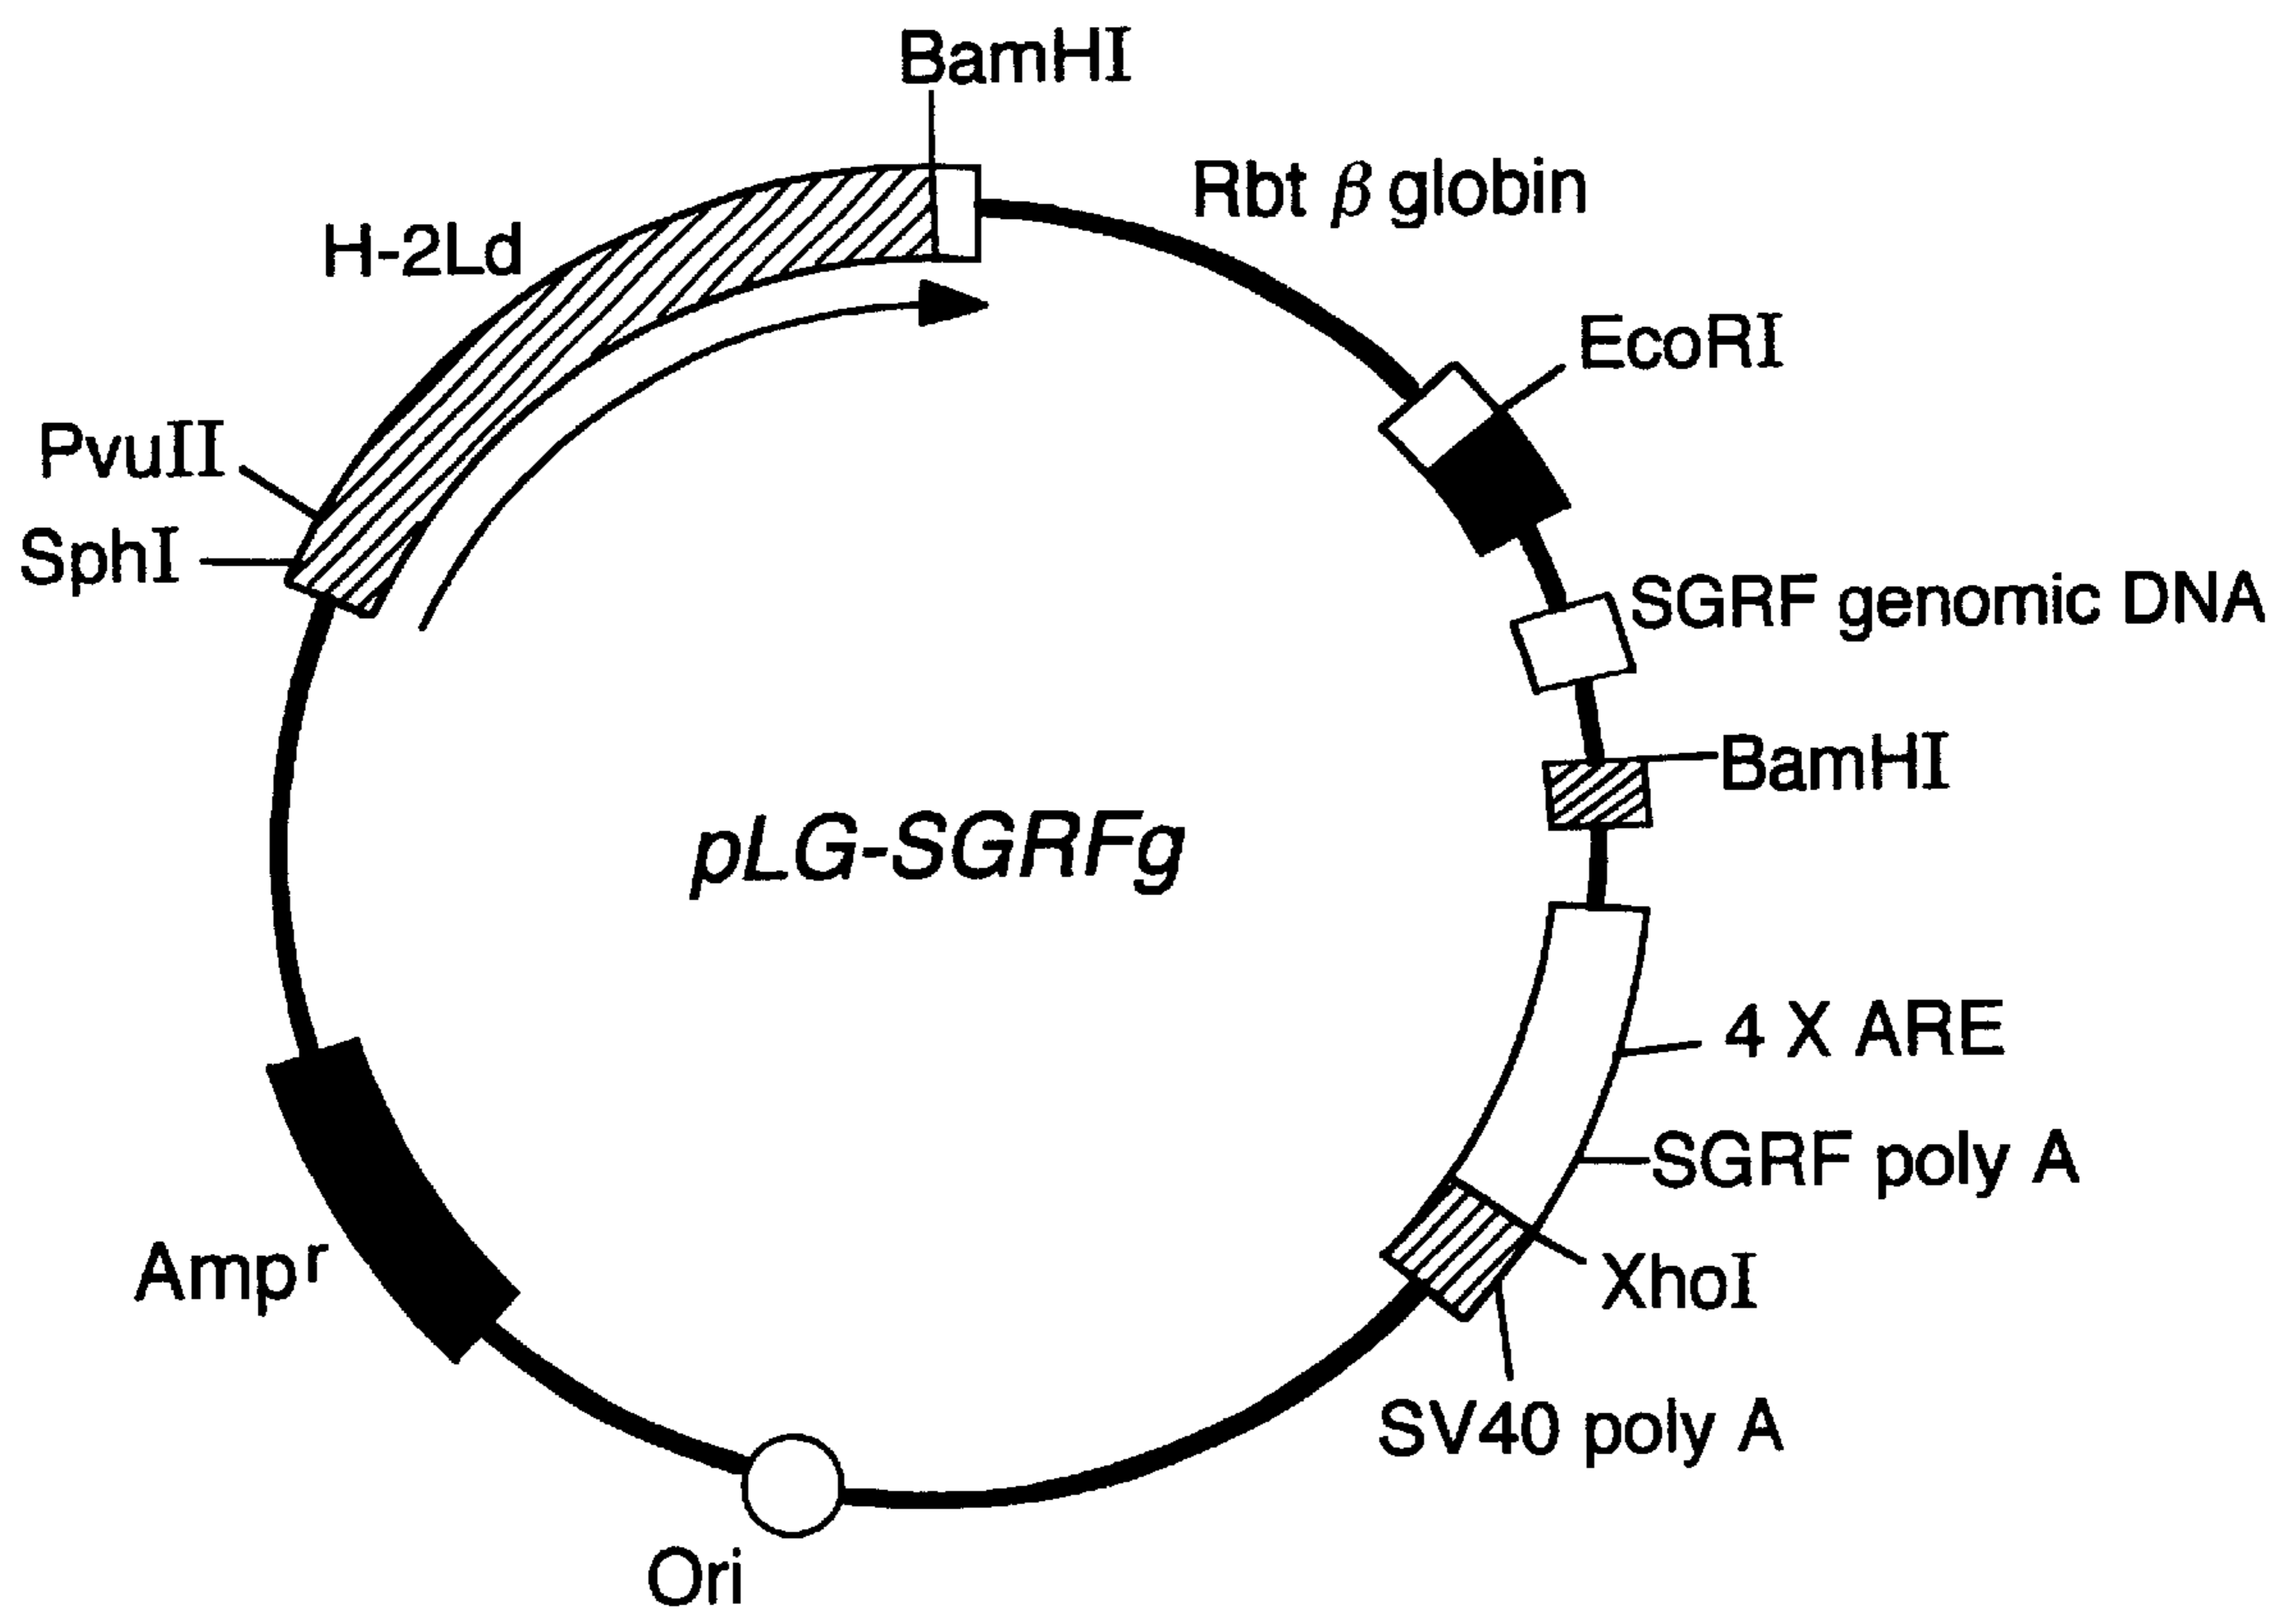 BamHI
Rbt β globin
H-2Ld
EcoRI
PvuII
SphI
SGRF genomic DNA
BamHI
pLG-SGRFg
4 X ARE
SGRF poly A
Ampr
XhoI
SV40 poly A
Ori